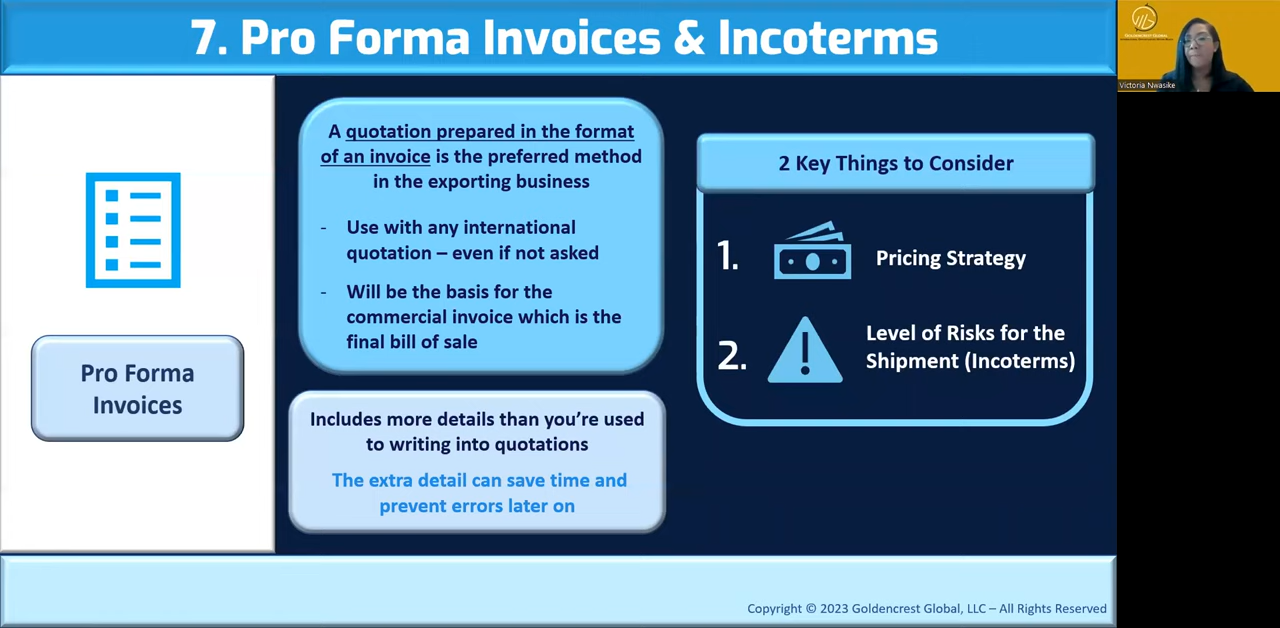 7. Pro Forma Invoices & Incoterms
Pro Forma
Invoices
A quotation prepared in the format
of an invoice is the preferred method
in the exporting business
- Use with any international
quotation – even if not asked
- Will be the basis for the
commercial invoice which is the
final bill of sale
Includes more details than you’re used
to writing into quotations
The extra detail can save time and
prevent errors later on
2 Key Things to Consider
1. Pricing Strategy
2. Level of Risks for the
Shipment (Incoterms)
Copyright © 2023 Goldencrest Global, LLC – All Rights Reserved
Goldencrest Global
Victoria Nwasike